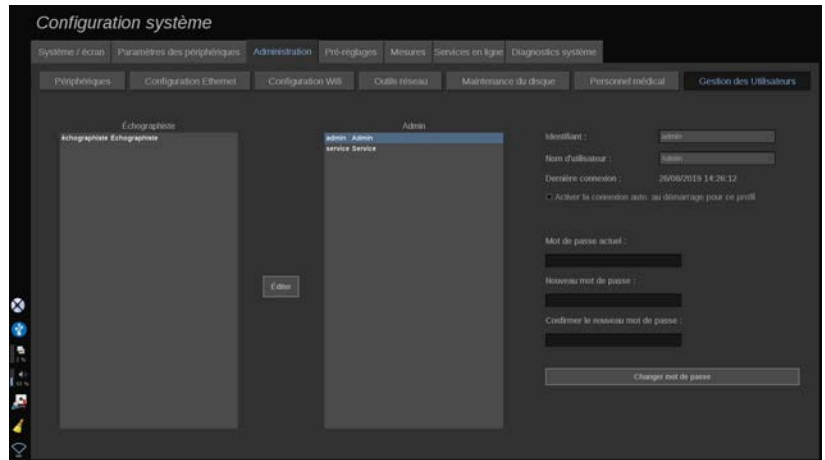 Configuration système
Système / écran Paramètres des périphériques Administration Pré-réglages Mesures Services en ligne Diagnostics système
Périphériques Configuration Ethernet Configuration Wifi Outils réseau Maintenance du disque Personnel médical Gestion des Utilisateurs
Échographiste
échographiste Echographiste
Admin
admin Admin
service Service
Éditer
Identifiant : admin
Nom d'utilisateur : Admin
Dernière connexion : 26/08/2019 14:26:12
Activer la connexion auto. au démarrage pour ce profil
Mot de passe actuel :
Nouveau mot de passe :
Confirmer le nouveau mot de passe :
Changer mot de passe